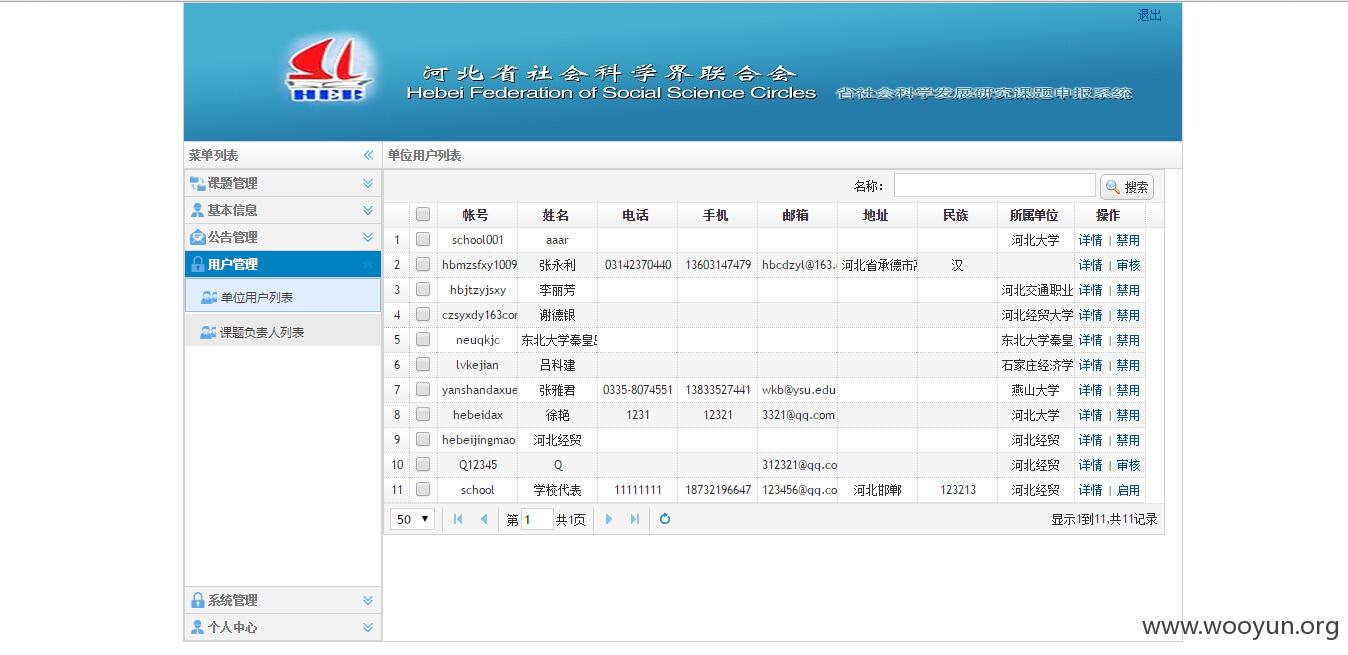 退出
河北省社会科学界联合会
Hebei Federation of Social Science Circles 省社会科学发展研究课题申报系统
HEB
菜单列表 单位用户列表
课题管理
基本信息
公告管理
用户管理
单位用户列表
课题负责人列表
系统管理
个人中心
名称: 搜索
帐号 姓名 电话 手机 邮箱 地址 民族 所属单位 操作
1 school001 aaar 河北大学 详情 | 禁用
2 hbmzsfxy1009 张永利 03142370440 13603147479 hbcdzyl@163. 河北省承德市 汉 详情 | 审核
3 hbjtzyjsxy 李丽芳 河北交通职业 详情 | 禁用
4 czsyxdy163co 谢德银 河北经贸大学 详情 | 禁用
5 neuqkjc 东北大学秦皇 东北大学秦皇 详情 | 禁用
6 lvkejian 吕科建 石家庄经济学 详情 | 禁用
7 yanshandaxue 张雅君 0335-8074551 13833527441 wkb@ysu.edu 燕山大学 详情 | 禁用
8 hebeidax 徐艳 1231 12321 3321@qq.com 河北大学 详情 | 禁用
9 hebeijingmao 河北经贸 河北经贸 详情 | 禁用
10 Q12345 Q 312321@qq.co 河北经贸 详情 | 审核
11 school 学校代表 11111111 18732196647 123456@qq.co 河北邯郸 123213 河北经贸 详情 | 启用
50 第 1 共1页 显示1到11,共11记录
www.wooyun.org